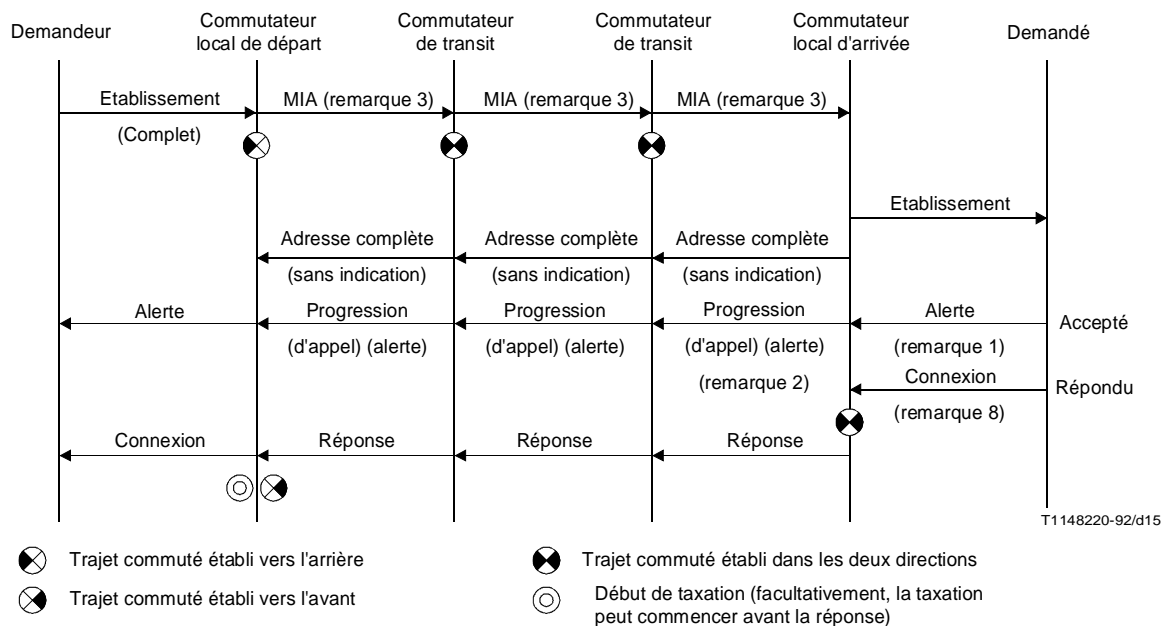 Demandeur
Commutateur
local de départ
Commutateur
de transit
Commutateur
de transit
Commutateur
local d'arrivée
Demandé
Etablissement
(Complet)
MIA (remarque 3)
MIA (remarque 3)
MIA (remarque 3)
Etablissement
Adresse complète
(sans indication)
Adresse complète
(sans indication)
Adresse complète
(sans indication)
Alerte
Progression
(d'appel) (alerte)
Progression
(d'appel) (alerte)
Progression
(d'appel) (alerte)
(remarque 2)
Alerte
(remarque 1)
Accepté
Connexion
(remarque 8)
Répondu
Connexion
Réponse
Réponse
Réponse
T1148220-92/d15
Trajet commuté établi vers l'arrière
Trajet commuté établi dans les deux directions
Trajet commuté établi vers l'avant
Début de taxation (facultativement, la taxation
peut commencer avant la réponse)